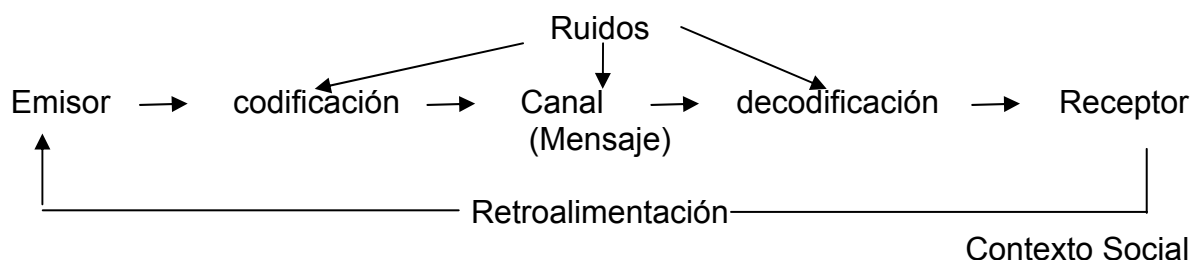 Ruidos
Emisor codificación Canal decodificación Receptor
(Mensaje)
Retroalimentación
Contexto Social